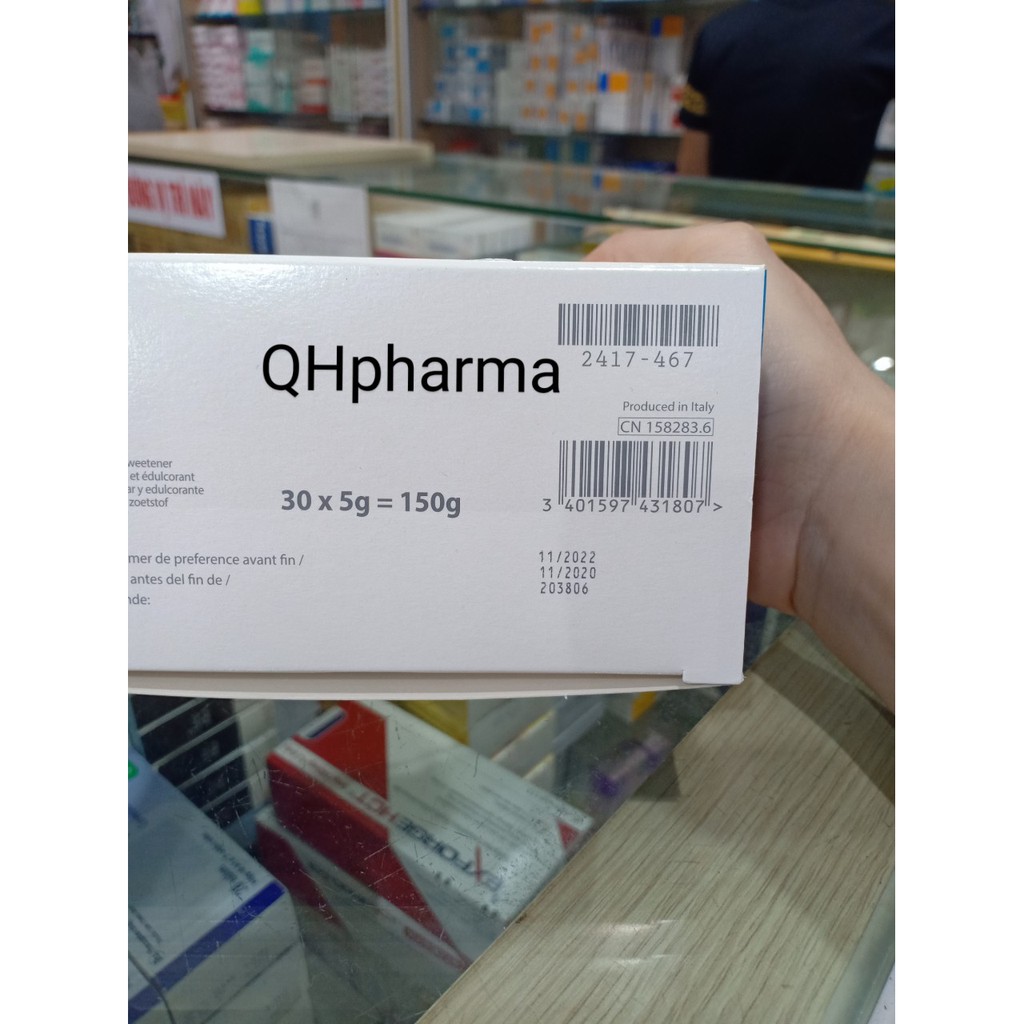 QHpharma
2417-467
Produced in Italy
CN 158283.6
3 401597 431807 >
weetener
et édulcorant
ar y edulcorante
zoetstof
30 x 5g = 150g
mer de preference avant fin /
antes del fin de /
nde:
11/2022
11/2020
203806